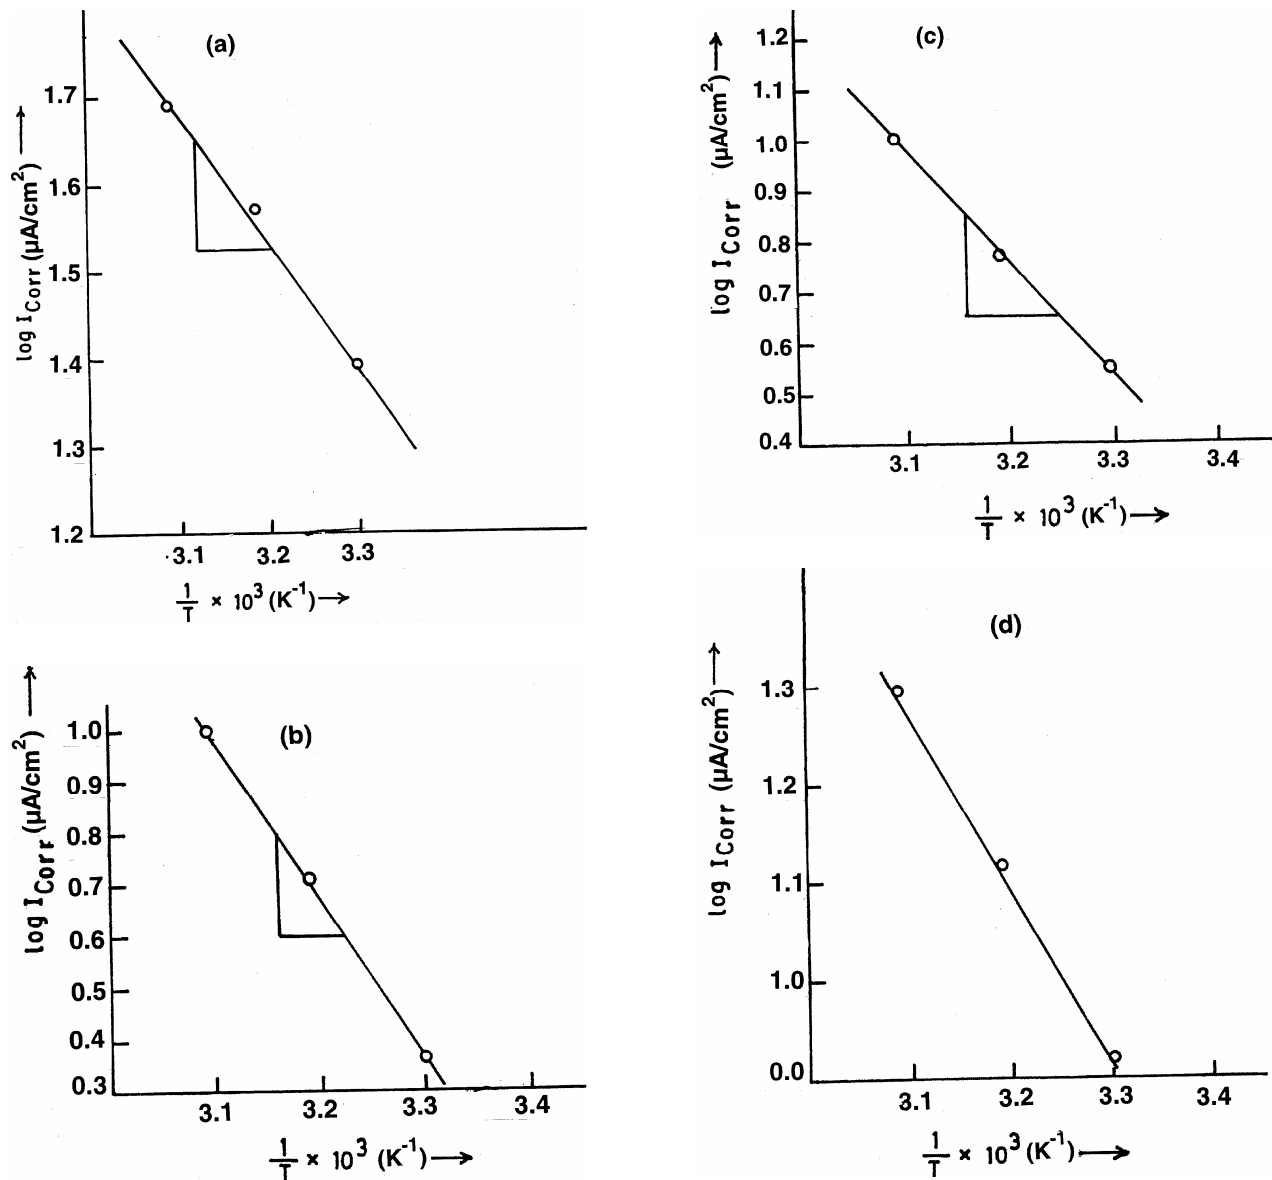 (a)
log I_Corr (µA/cm²) ⟶
1.7
1.6
1.5
1.4
1.3
1.2
3.1 3.2 3.3
1/T × 10³ (K⁻¹) ⟶
(b)
log I_Corr (µA/cm²) ⟶
1.0
0.9
0.8
0.7
0.6
0.5
0.4
0.3
3.1 3.2 3.3 3.4
1/T × 10³ (K⁻¹) ⟶
(c)
log I_Corr (µA/cm²) ⟶
1.2
1.1
1.0
0.9
0.8
0.7
0.6
0.5
0.4
3.1 3.2 3.3 3.4
1/T × 10³ (K⁻¹) ⟶
(d)
log I_Corr (µA/cm²) ⟶
1.3
1.2
1.1
1.0
0.0
3.1 3.2 3.3 3.4
1/T × 10³ (K⁻¹) ⟶